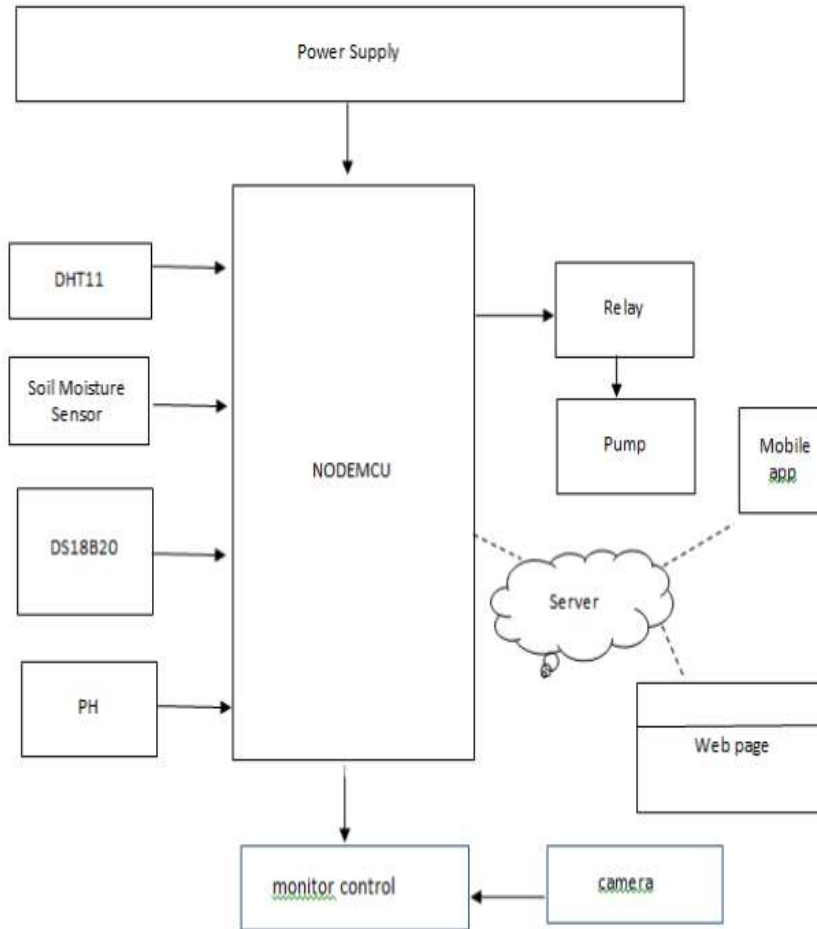 Power Supply
DHT11
Soil Moisture
Sensor
DS18B20
PH
NODEMCU
Relay
Pump
Mobile
app
Server
Web page
monitor control
camera